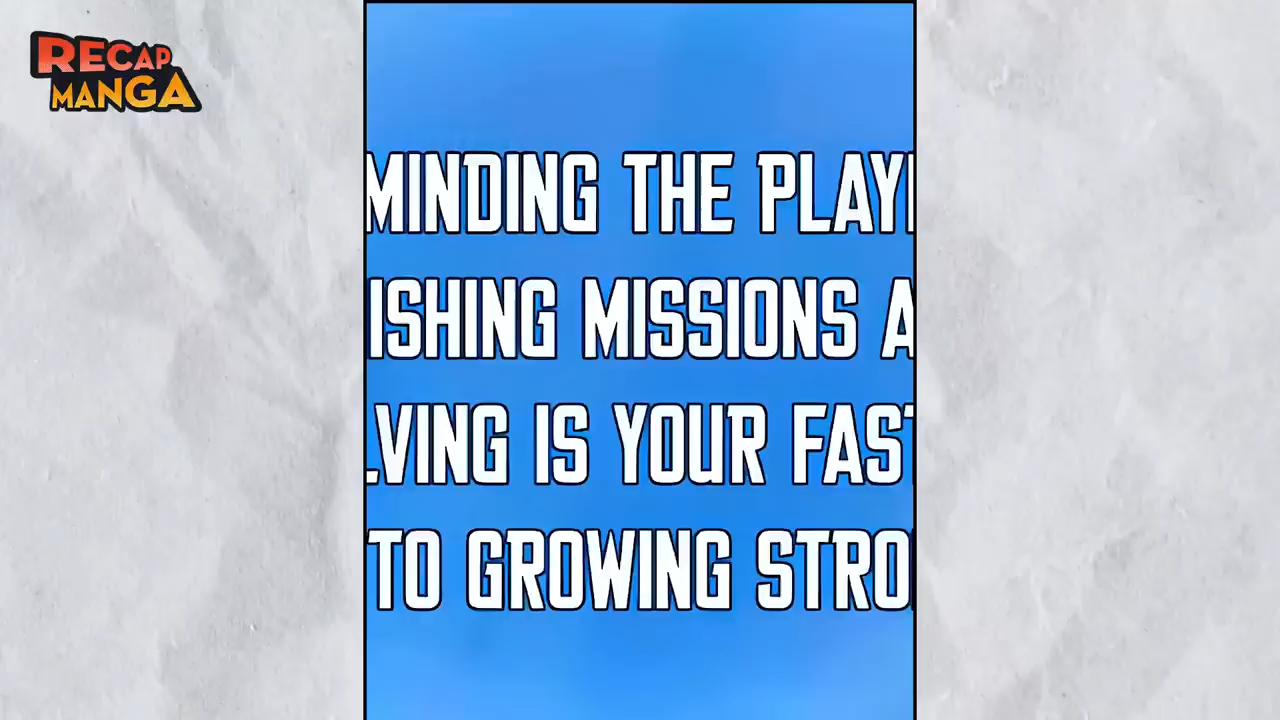 RECAP
MANGA
MINDING THE PLAY
ISHING MISSIONS A
LVING IS YOUR FAST
TO GROWING STRO